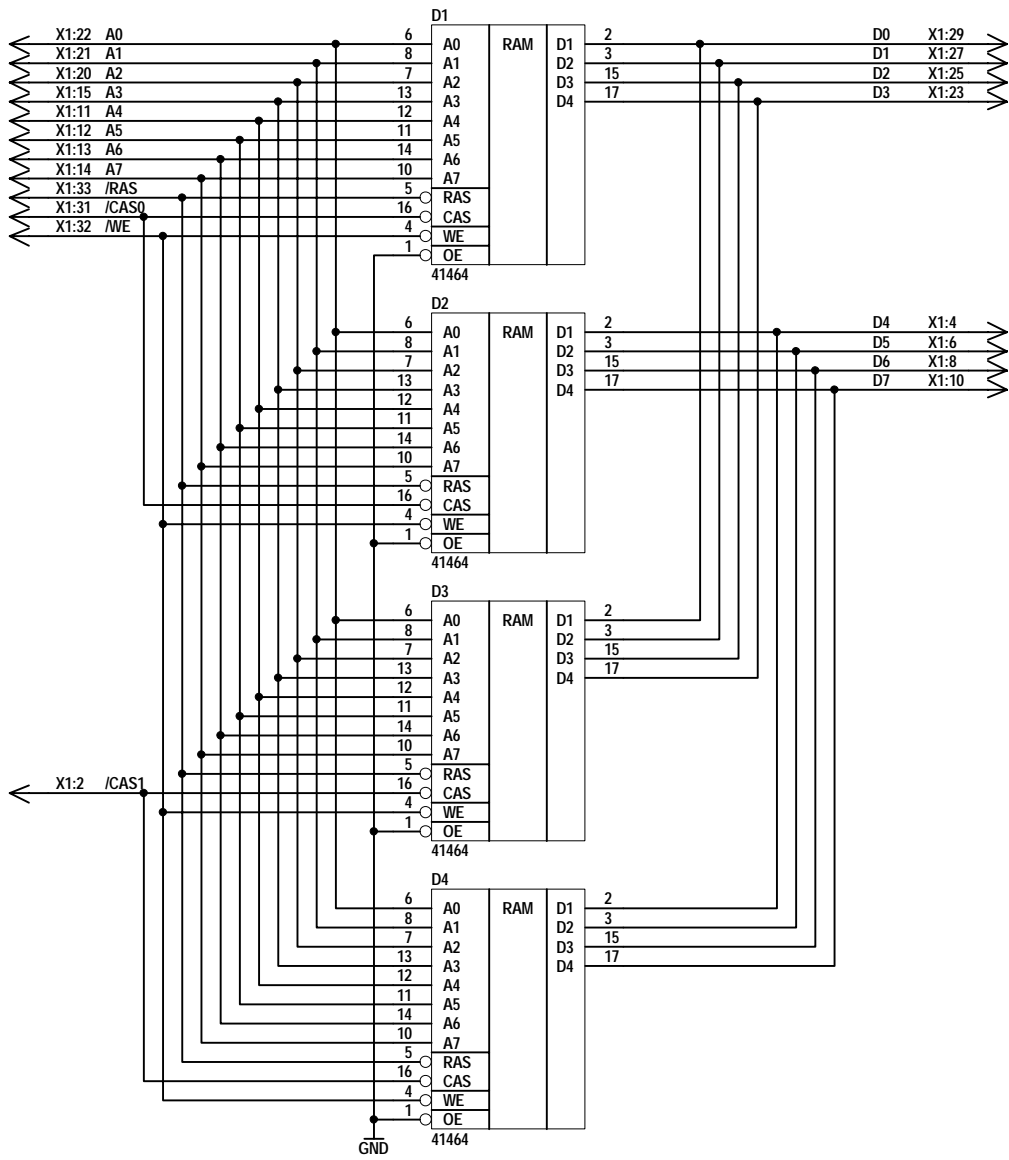 D1
X1:22 A0 6 A0 RAM D1 2 D0 X1:29
X1:21 A1 8 A1 D2 3 D1 X1:27
X1:20 A2 7 A2 D3 15 D2 X1:25
X1:15 A3 13 A3 D4 17 D3 X1:23
X1:11 A4 12 A4
X1:12 A5 11 A5
X1:13 A6 14 A6
X1:14 A7 10 A7
X1:33 /RAS 5 RAS
X1:31 /CAS0 16 CAS
X1:32 /WE 4 WE
1 OE
41464
D2
6 A0 RAM D1 2 D4 X1:4
8 A1 D2 3 D5 X1:6
7 A2 D3 15 D6 X1:8
13 A3 D4 17 D7 X1:10
12 A4
11 A5
14 A6
10 A7
5 RAS
16 CAS
4 WE
1 OE
41464
D3
6 A0 RAM D1 2
8 A1 D2 3
7 A2 D3 15
13 A3 D4 17
12 A4
11 A5
14 A6
10 A7
5 RAS
X1:2 /CAS1 16 CAS
4 WE
1 OE
41464
D4
6 A0 RAM D1 2
8 A1 D2 3
7 A2 D3 15
13 A3 D4 17
12 A4
11 A5
14 A6
10 A7
5 RAS
16 CAS
4 WE
1 OE
41464
GND